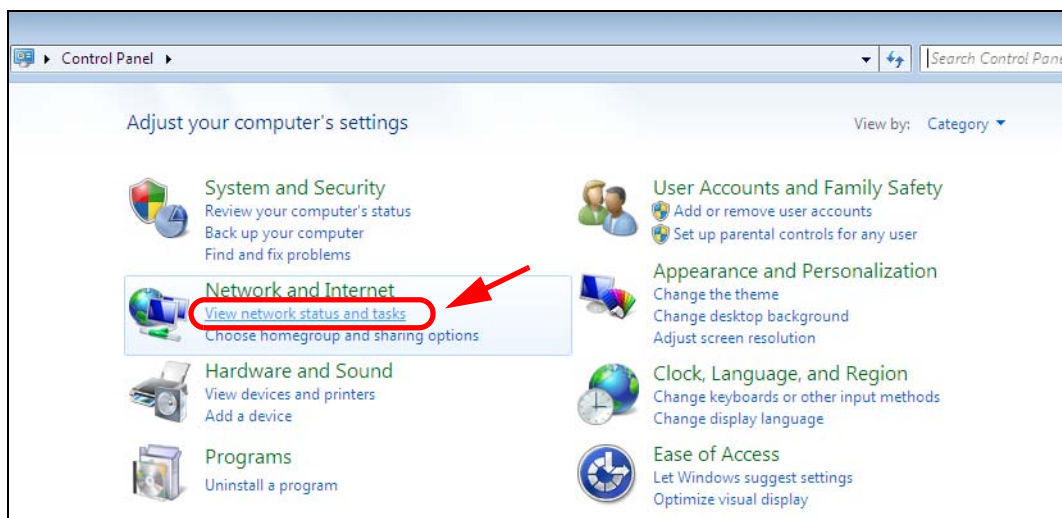 Control Panel
Search Control Pane
Adjust your computer's settings
View by: Category
System and Security
Review your computer's status
Back up your computer
Find and fix problems
Network and Internet
View network status and tasks
Choose homegroup and sharing options
Hardware and Sound
View devices and printers
Add a device
Programs
Uninstall a program
User Accounts and Family Safety
Add or remove user accounts
Set up parental controls for any user
Appearance and Personalization
Change the theme
Change desktop background
Adjust screen resolution
Clock, Language, and Region
Change keyboards or other input methods
Change display language
Ease of Access
Let Windows suggest settings
Optimize visual display